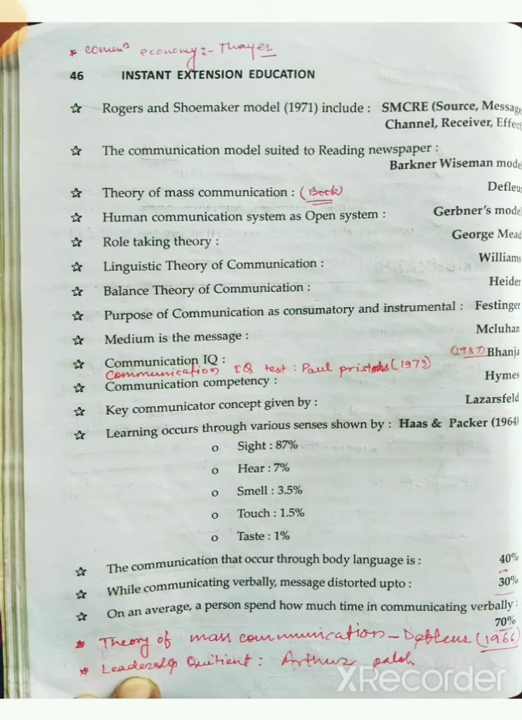 * commn economy :- Thayer
46 INSTANT EXTENSION EDUCATION
☆ Rogers and Shoemaker model (1971) include : SMCRE (Source, Message
Channel, Receiver, Effec
☆ The communication model suited to Reading newspaper :
Barkner Wiseman mode
☆ Theory of mass communication : (Book) Defleu
☆ Human communication system as Open system : Gerbner's mode
☆ Role taking theory : George Mead
☆ Linguistic Theory of Communication : Williams
☆ Balance Theory of Communication : Heider
☆ Purpose of Communication as consumatory and instrumental : Festinger
☆ Medium is the message : Mcluhan
☆ Communication IQ : (1987) Bhanja
Communication IQ test : Paul (1979)
☆ Communication competency : Hymes
☆ Key communicator concept given by : Lazarsfeld
☆ Learning occurs through various senses shown by : Haas & Packer (1964)
o Sight : 87%
o Hear : 7%
o Smell : 3.5%
o Touch : 1.5%
o Taste : 1%
☆ The communication that occur through body language is : 40%
☆ While communicating verbally, message distorted upto : 30%
☆ On an average, a person spend how much time in communicating verbally :
70%
* Theory of mass communication - Defleur (1966)
* Leadership Quitient : Arthur
XRecorder